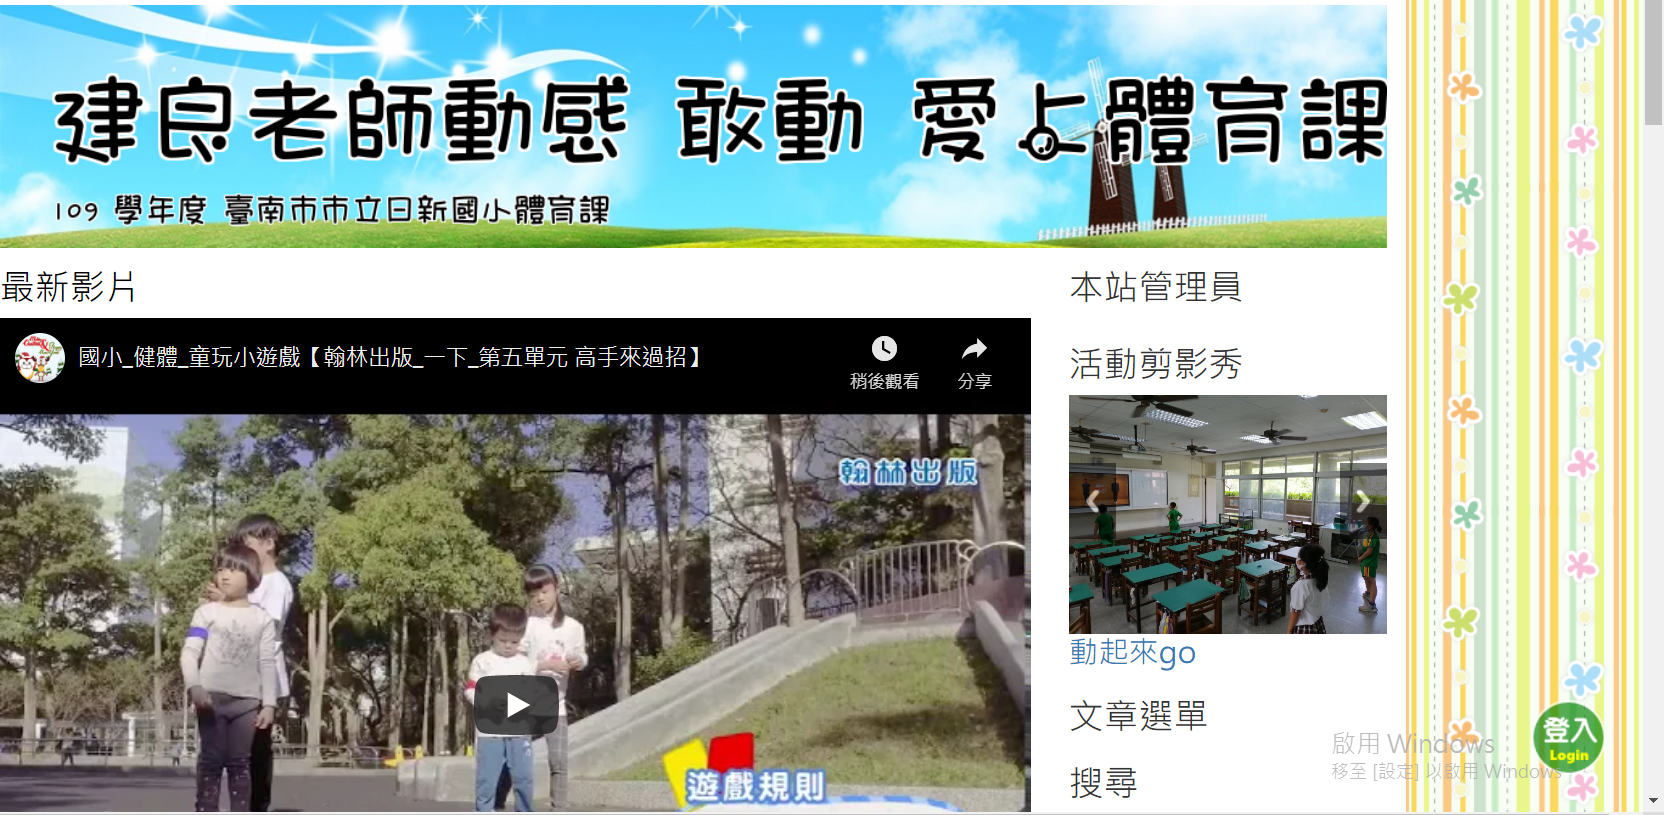 建良老師動感 敢動 愛上體育課
109 學年度 臺南市市立日新國小體育課
最新影片
國小_健體_童玩小遊戲【翰林出版_一下_第五單元 高手來過招】
稍後觀看
分享
翰林出版
遊戲規則
本站管理員
活動剪影秀
動起來go
文章選單
搜尋
啟用 Windows
移至 [設定] 以啟用 Windows。
登入
Login